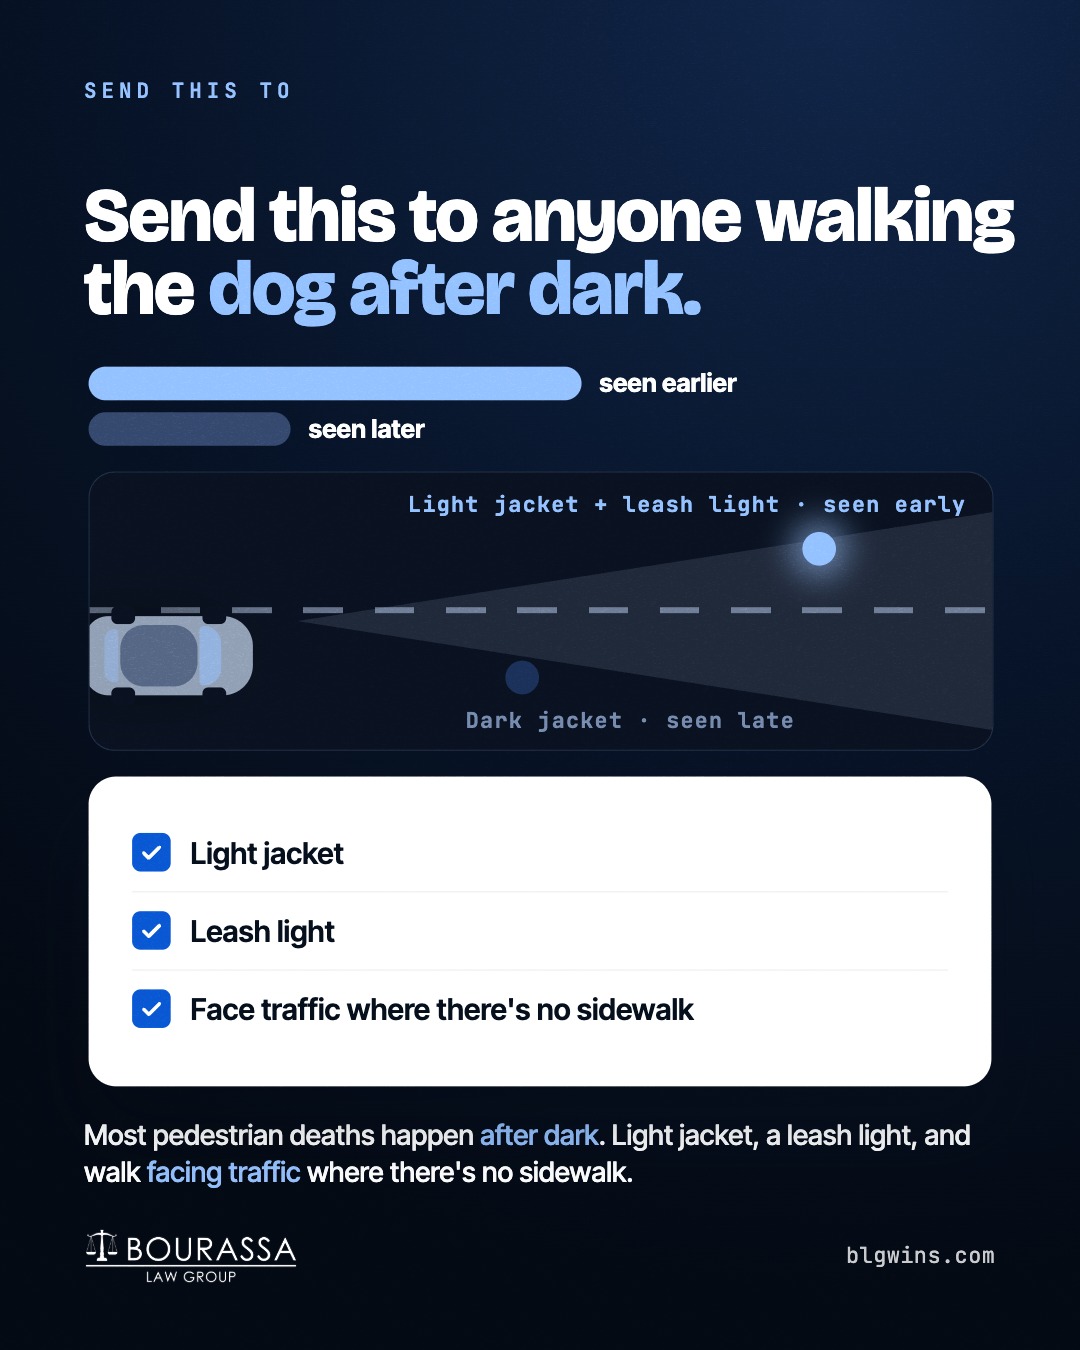 SEND THIS TO
Send this to anyone walking
the dog after dark.
seen earlier
seen later
Light jacket + leash light · seen early
Dark jacket · seen late
Light jacket
Leash light
Face traffic where there's no sidewalk
Most pedestrian deaths happen after dark. Light jacket, a leash light, and
walk facing traffic where there's no sidewalk.
BOURASSA
LAW GROUP
blgwins.com